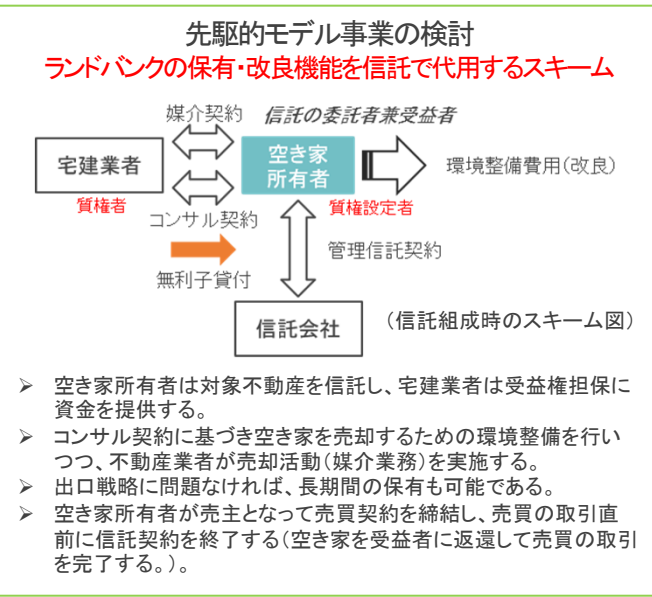 先駆的モデル事業の検討
ランドバンクの保有・改良機能を信託で代用するスキーム
媒介契約
信託の委託者兼受益者
宅建業者
空き家
所有者
環境整備費用(改良)
質権者
質権設定者
コンサル契約
管理信託契約
無利子貸付
信託会社
(信託組成時のスキーム図)
➢ 空き家所有者は対象不動産を信託し、宅建業者は受益権担保に
資金を提供する。
➢ コンサル契約に基づき空き家を売却するための環境整備を行い
つつ、不動産業者が売却活動(媒介業務)を実施する。
➢ 出口戦略に問題なければ、長期間の保有も可能である。
➢ 空き家所有者が売主となって売買契約を締結し、売買の取引直
前に信託契約を終了する(空き家を受益者に返還して売買の取引
を完了する。)。